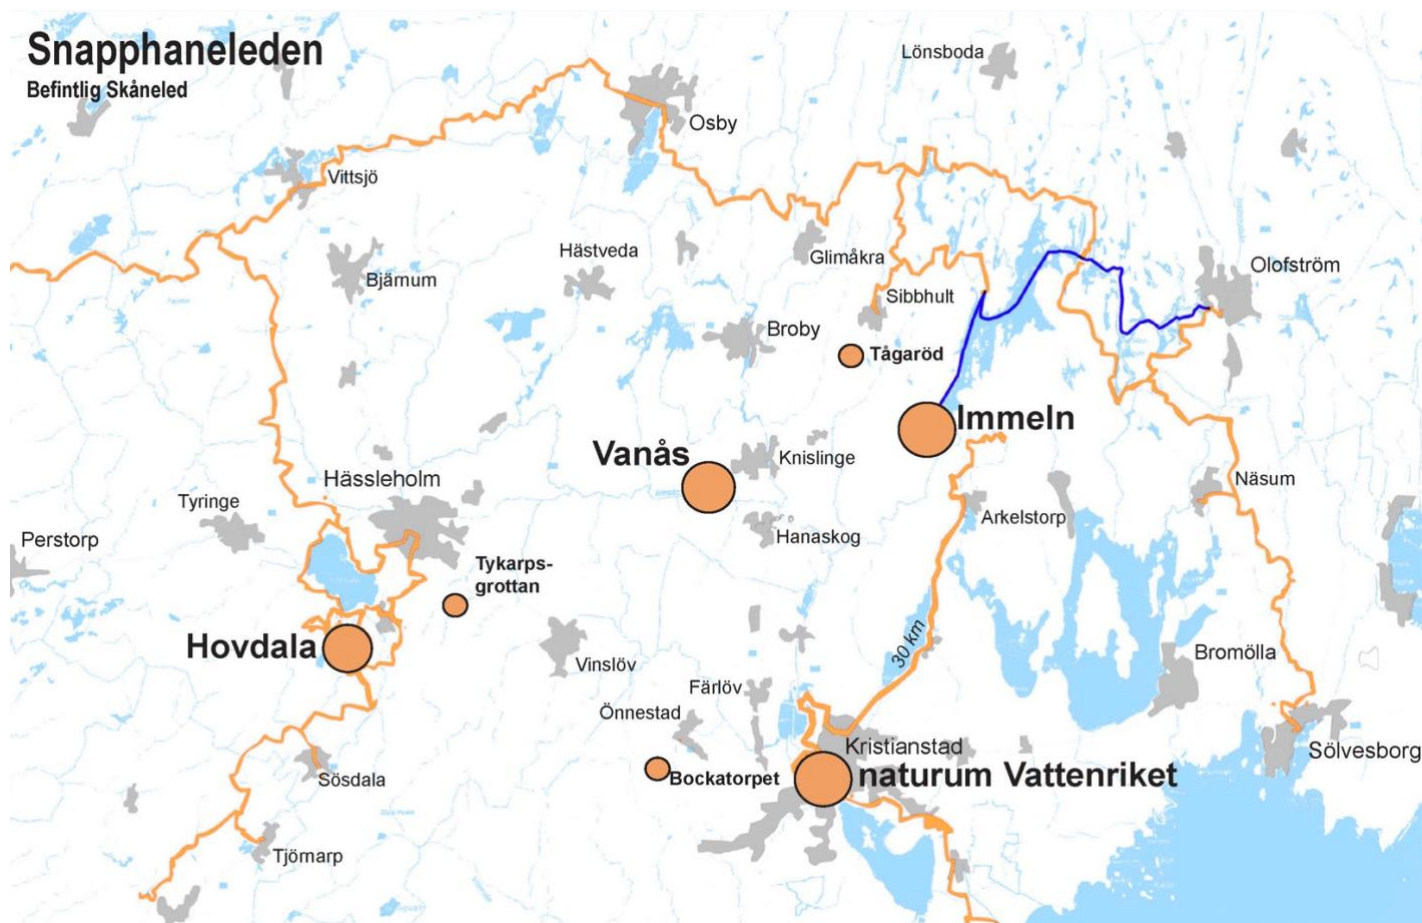 Snapphaneleden
Befintlig Skåneled
Lönsboda
Osby
Vittsjö
Hästveda
Glimåkra
Olofström
Bjärnum
Sibbhult
Broby
Tågaröd
Immeln
Vanås
Knislinge
Hässleholm
Näsum
Tyringe
Arkelstorp
Perstorp
Hanaskog
Tykarps-
grottan
30 km
Hovdala
Vinslöv
Bromölla
Färlöv
Önnestad
Kristianstad
Sölvesborg
Bockatorpet
naturum Vattenriket
Sösdala
Tjörnarp